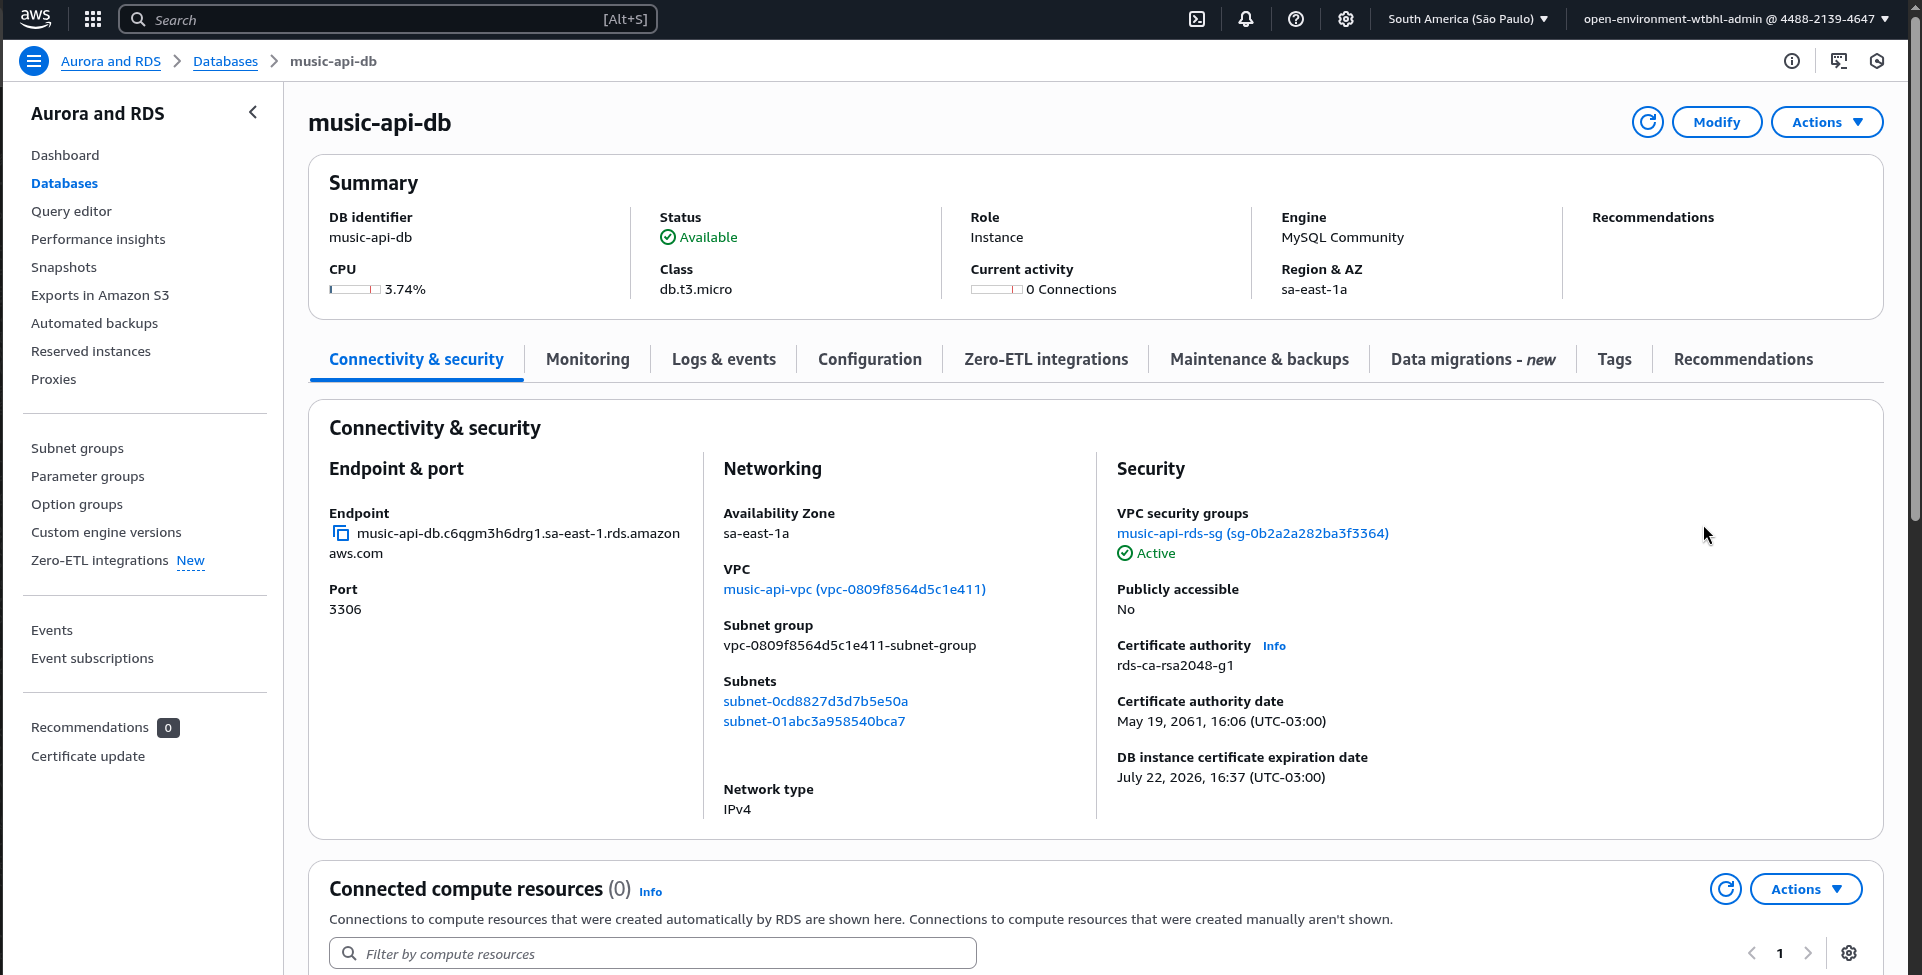 aws
Search
[Alt+S]
South America (São Paulo)
open-environment-wtbhl-admin @ 4488-2139-4647
Aurora and RDS
Databases
music-api-db
Aurora and RDS
Dashboard
Databases
Query editor
Performance insights
Snapshots
Exports in Amazon S3
Automated backups
Reserved instances
Proxies
Subnet groups
Parameter groups
Option groups
Custom engine versions
Zero-ETL integrations New
Events
Event subscriptions
Recommendations 0
Certificate update
music-api-db
Modify
Actions
Summary
DB identifier
music-api-db
CPU
3.74%
Status
Available
Class
db.t3.micro
Role
Instance
Current activity
0 Connections
Engine
MySQL Community
Region & AZ
sa-east-1a
Recommendations
Connectivity & security
Monitoring
Logs & events
Configuration
Zero-ETL integrations
Maintenance & backups
Data migrations - new
Tags
Recommendations
Connectivity & security
Endpoint & port
Endpoint
music-api-db.c6qgm3h6drg1.sa-east-1.rds.amazon
aws.com
Port
3306
Networking
Availability Zone
sa-east-1a
VPC
music-api-vpc (vpc-0809f8564d5c1e411)
Subnet group
vpc-0809f8564d5c1e411-subnet-group
Subnets
subnet-0cd8827d3d7b5e50a
subnet-01abc3a958540bca7
Network type
IPv4
Security
VPC security groups
music-api-rds-sg (sg-0b2a2a282ba3f3364)
Active
Publicly accessible
No
Certificate authority Info
rds-ca-rsa2048-g1
Certificate authority date
May 19, 2061, 16:06 (UTC-03:00)
DB instance certificate expiration date
July 22, 2026, 16:37 (UTC-03:00)
Connected compute resources (0) Info
Actions
Connections to compute resources that were created automatically by RDS are shown here. Connections to compute resources that were created manually aren't shown.
Filter by compute resources
1